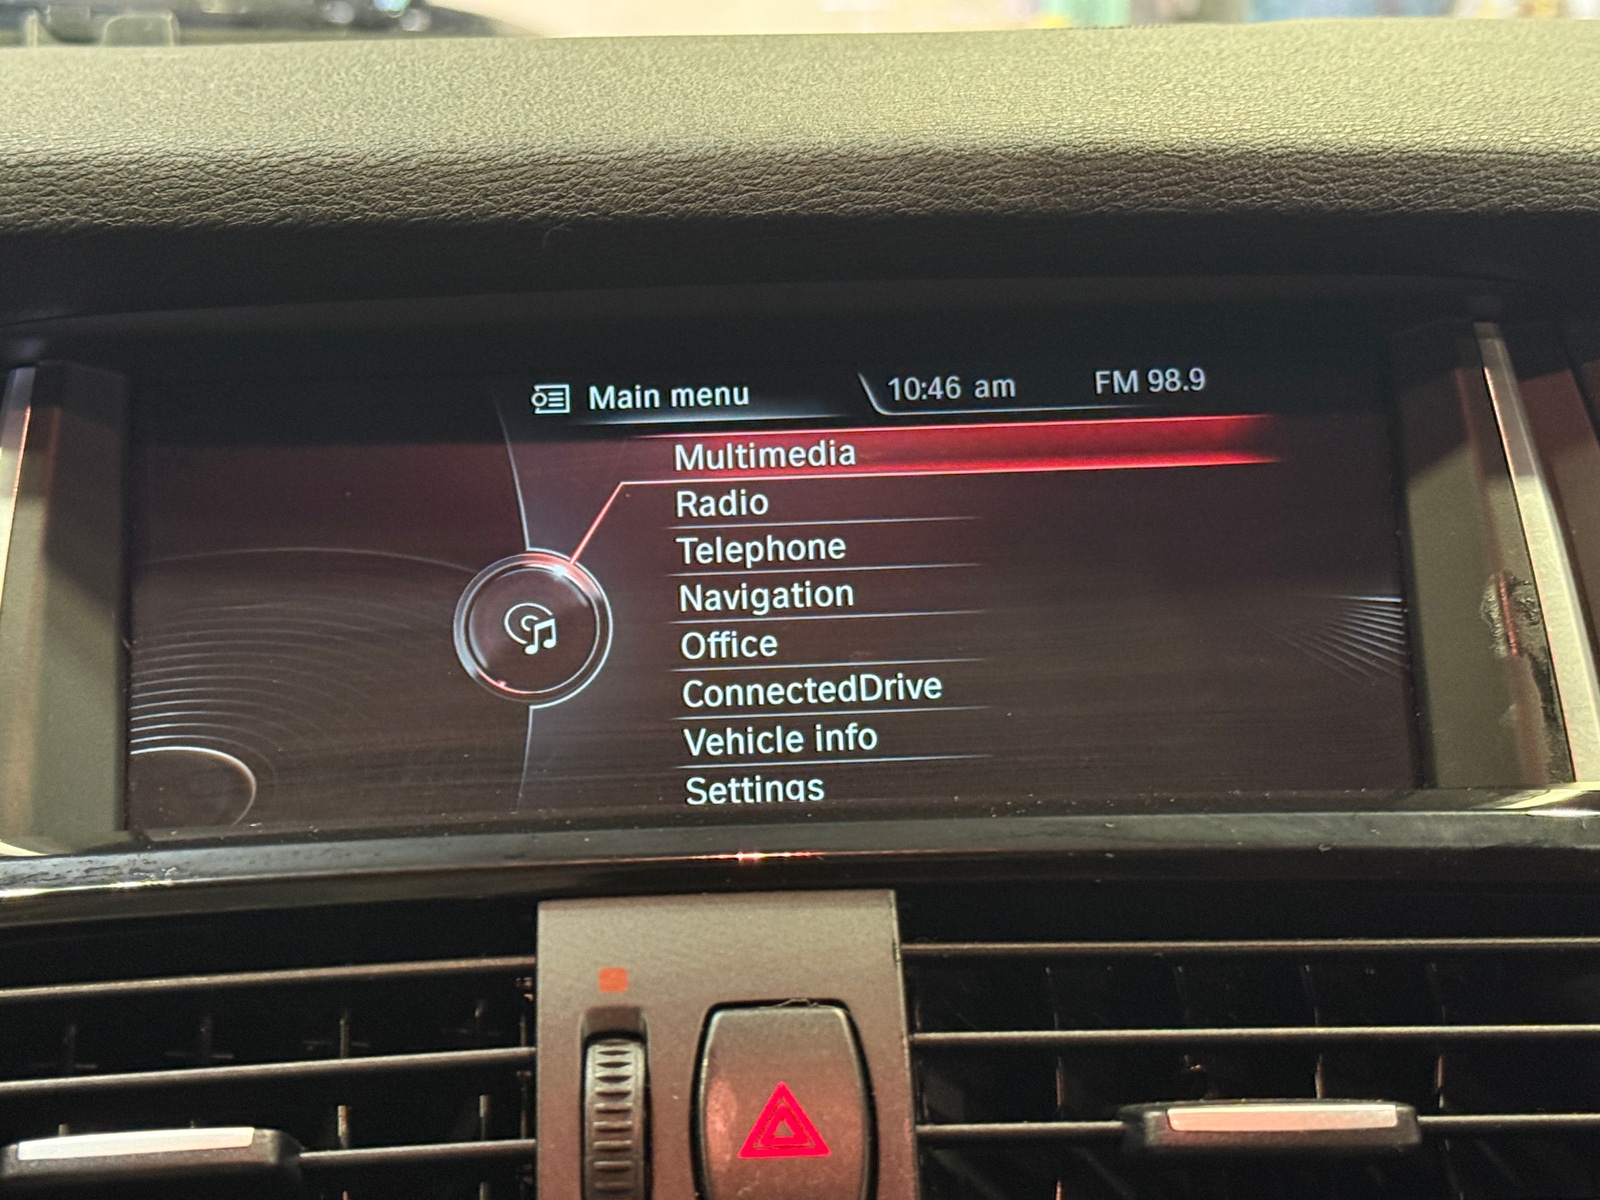 Main menu
10:46 am
FM 98.9
Multimedia
Radio
Telephone
Navigation
Office
ConnectedDrive
Vehicle info
Settings